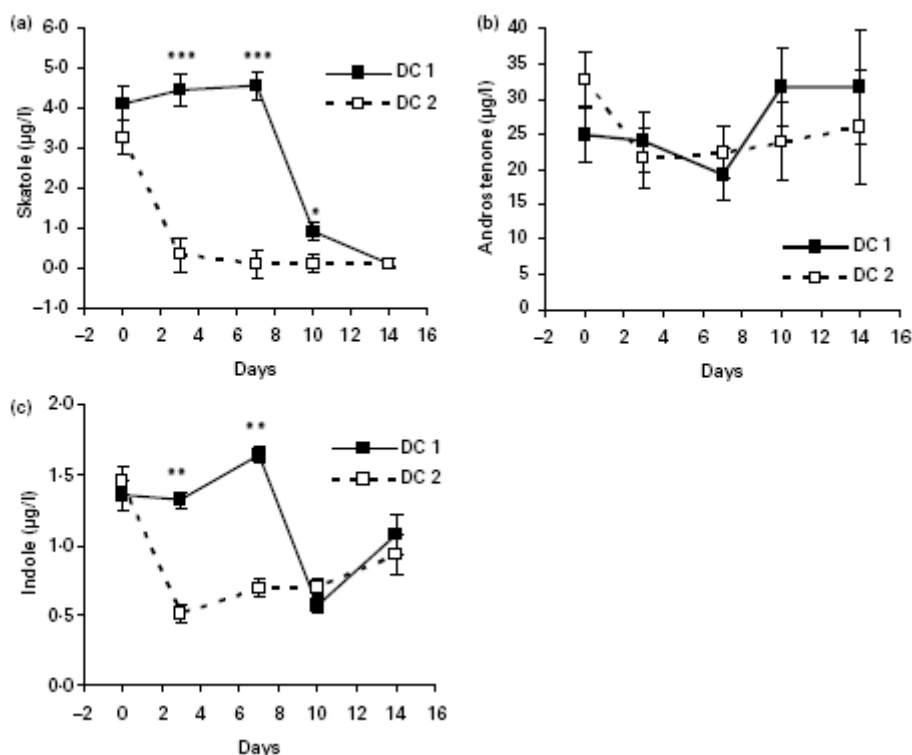 (a)
4·0
5·0
3·0
2·0
1·0
0·0
–1·0
Skatole (µg/l)
***
***
*
DC 1
DC 2
–2 0 2 4 6 8 10 12 14 16
Days
(b)
40
35
30
25
20
15
10
5
0
Androstenone (µg/l)
DC 1
DC 2
–2 0 2 4 6 8 10 12 14 16
Days
(c)
2·0
1·5
1·0
0·5
0·0
Indole (µg/l)
**
**
DC 1
DC 2
–2 0 2 4 6 8 10 12 14 16
Days